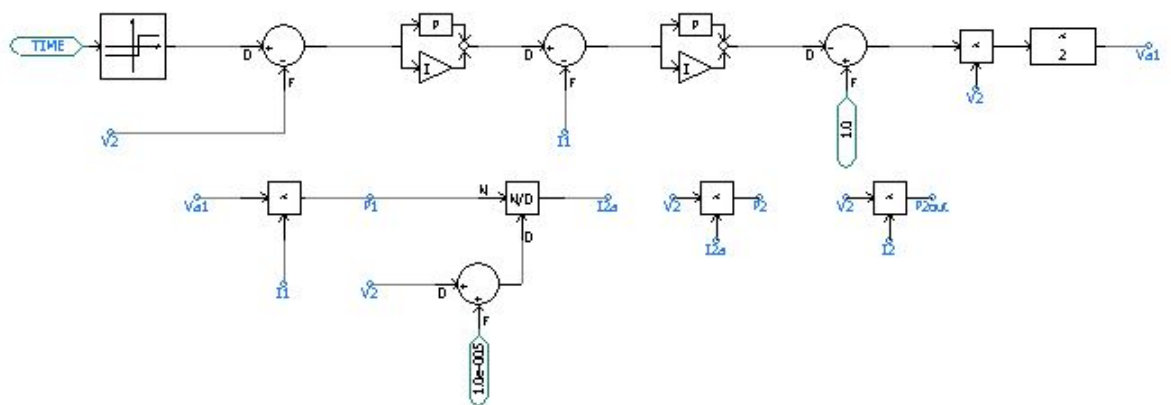 P
P
TIME
D
I
D
I
D
2
Va1
F
F
V2
V2
I1
1.0
Va1
P1
N
N/D
I2a
V2
P2
V2
P2out
D
I2a
I2
I1
V2
D
F
1.0e-005